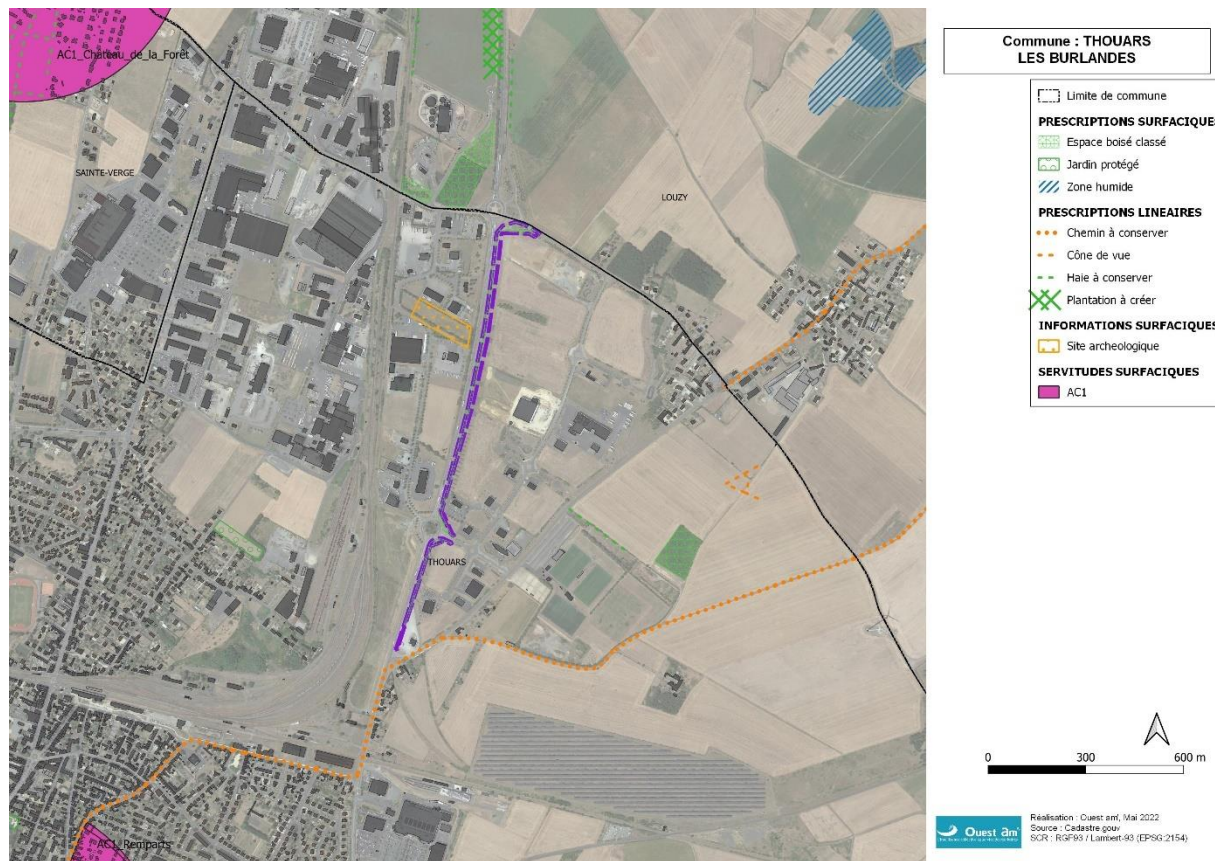 AC1_Château_de_la_Forêt
SAINTE-VERGE
LOUZY
THOUARS
AC1_Remparts
Commune : THOUARS
LES BURLANDES
Limite de commune
PRESCRIPTIONS SURFACIQUES
Espace boisé classé
Jardin protégé
Zone humide
PRESCRIPTIONS LINEAIRES
Chemin à conserver
Cône de vue
Haie à conserver
Plantation à créer
INFORMATIONS SURFACIQUES
Site archeologique
SERVITUDES SURFACIQUES
AC1
0 300 600 m
Ouest am'
Réalisation : Ouest am', Mai 2022
Source : Cadastre.gouv
SCR : RGF93 / Lambert-93 (EPSG:2154)